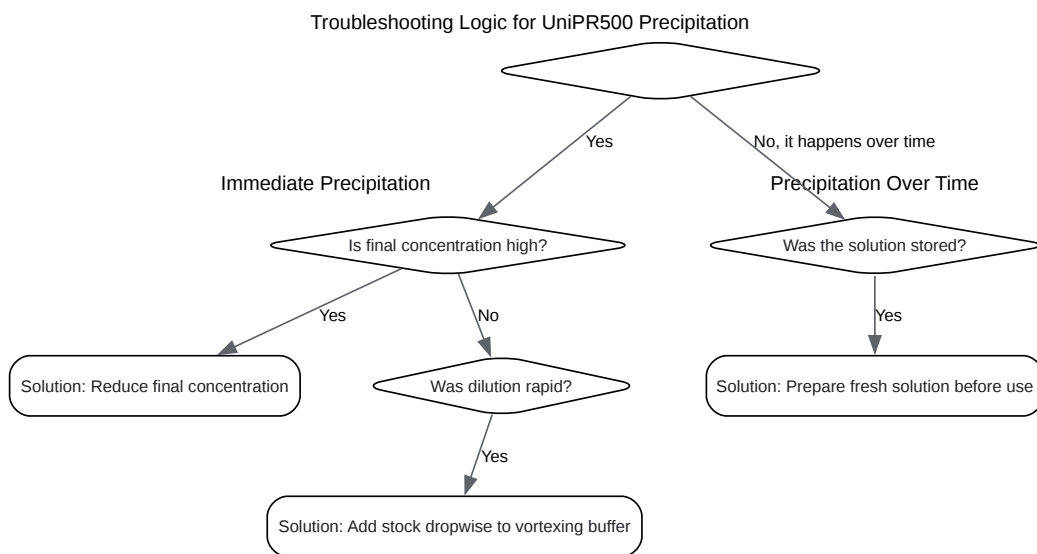 Troubleshooting Logic for UniPR500 Precipitation
Yes
No, it happens over time
Immediate Precipitation
Precipitation Over Time
Is final concentration high?
Was the solution stored?
Yes
No
Yes
Solution: Reduce final concentration
Was dilution rapid?
Solution: Prepare fresh solution before use
Yes
Solution: Add stock dropwise to vortexing buffer